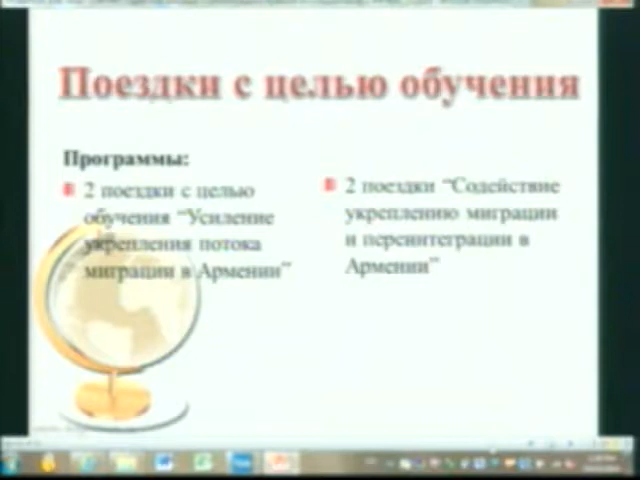 Поездки с целью обучения
Программы:
2 поездки с целью
обучения “Усиление
укрепления потока
миграции в Армении”
2 поездки “Содействие
укреплению миграции
и переинтеграции в
Армении”